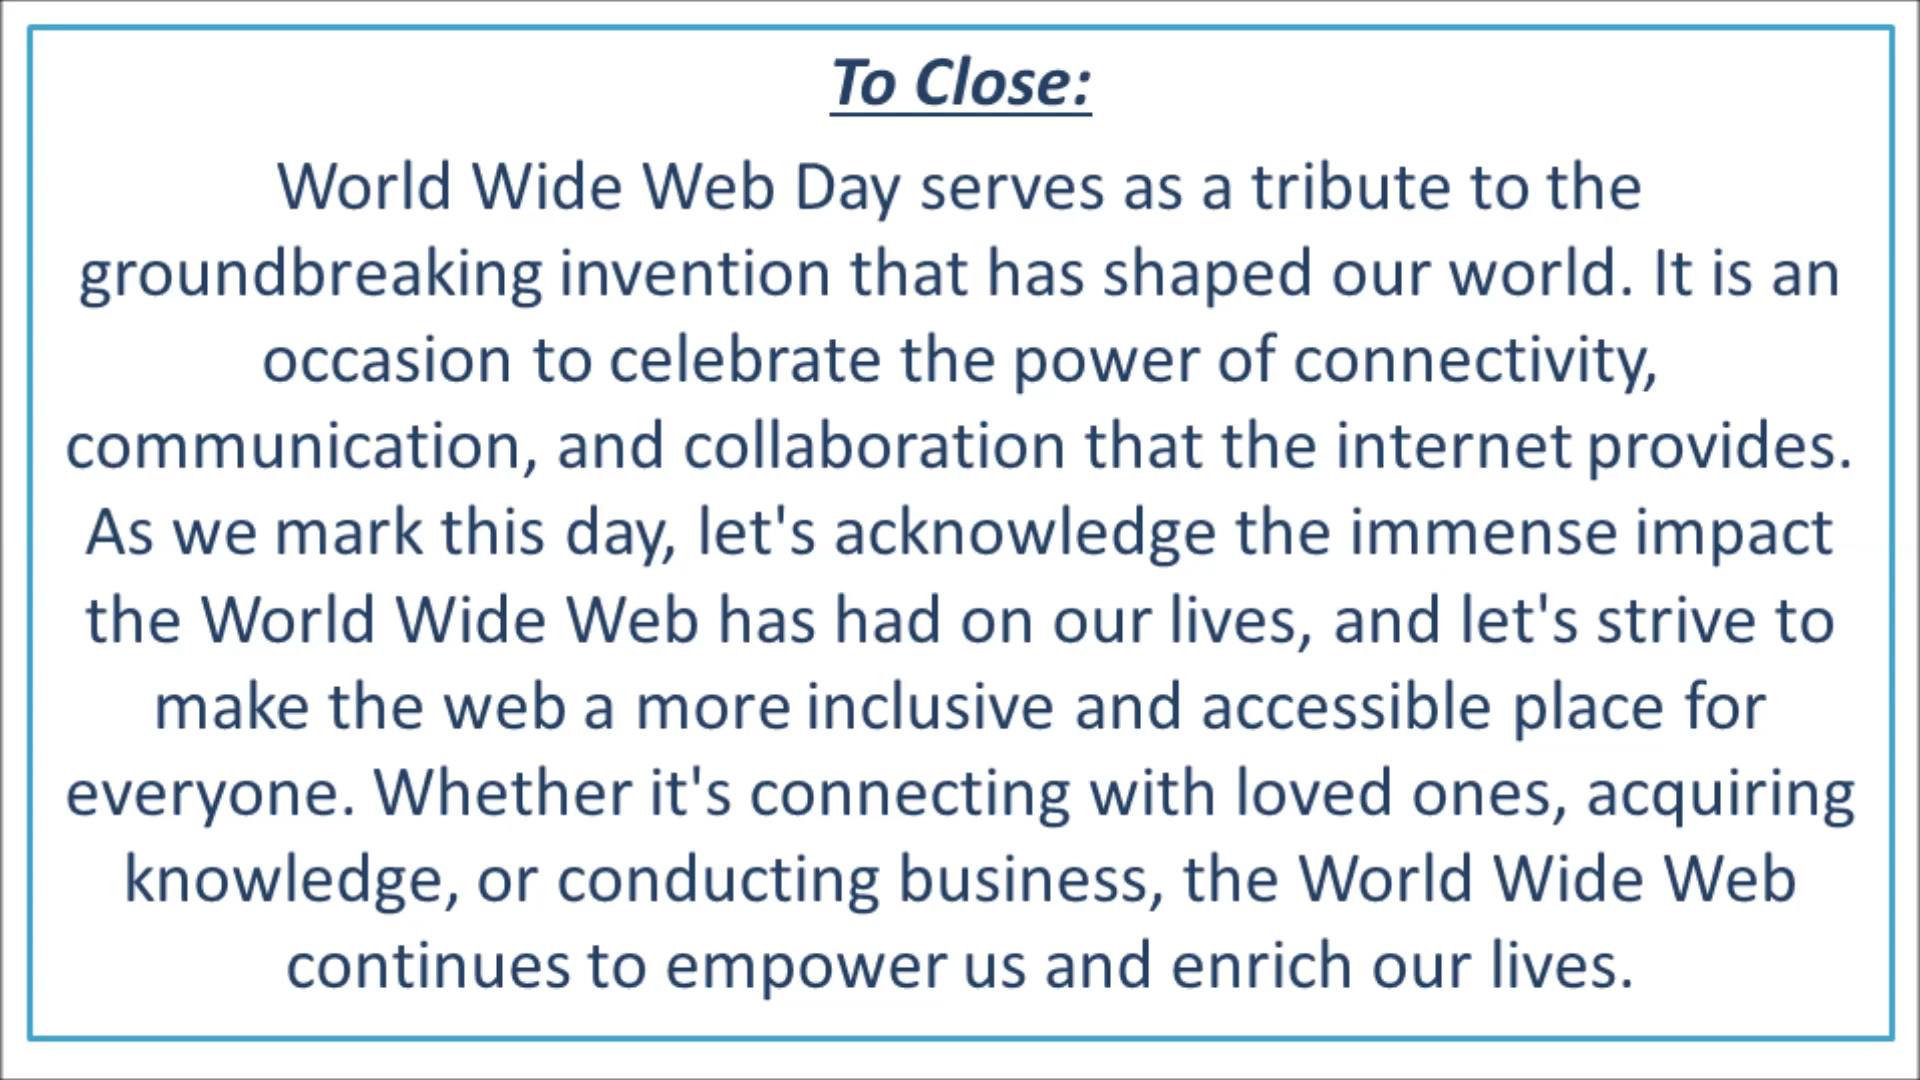 To Close:
World Wide Web Day serves as a tribute to the
groundbreaking invention that has shaped our world. It is an
occasion to celebrate the power of connectivity,
communication, and collaboration that the internet provides.
As we mark this day, let's acknowledge the immense impact
the World Wide Web has had on our lives, and let's strive to
make the web a more inclusive and accessible place for
everyone. Whether it's connecting with loved ones, acquiring
knowledge, or conducting business, the World Wide Web
continues to empower us and enrich our lives.